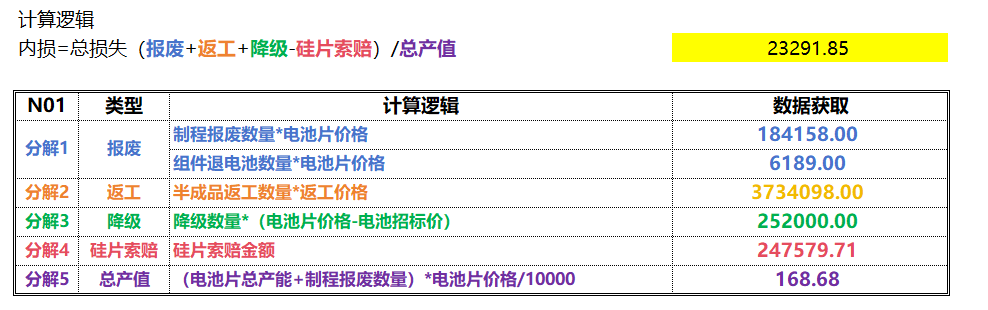 计算逻辑
内损=总损失（报废+返工+降级-硅片索赔）/总产值
23291.85
N01 类型 计算逻辑 数据获取
分解1 报废 制程报废数量*电池片价格 184158.00
组件退电池数量*电池片价格 6189.00
分解2 返工 半成品返工数量*返工价格 3734098.00
分解3 降级 降级数量*（电池片价格-电池招标价） 252000.00
分解4 硅片索赔 硅片索赔金额 247579.71
分解5 总产值 （电池片总产能+制程报废数量）*电池片价格/10000 168.68